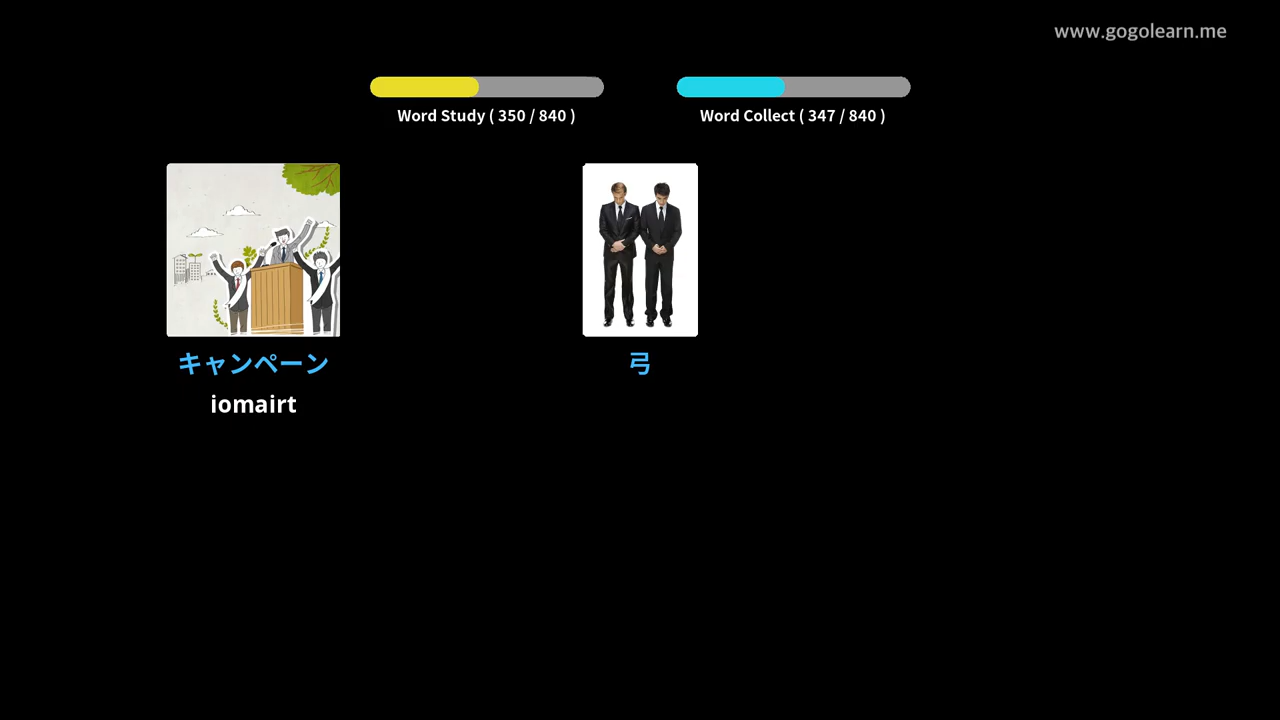 www.gogolearn.me
Word Study ( 350 / 840 )
Word Collect ( 347 / 840 )
キャンペーン
iomairt
弓